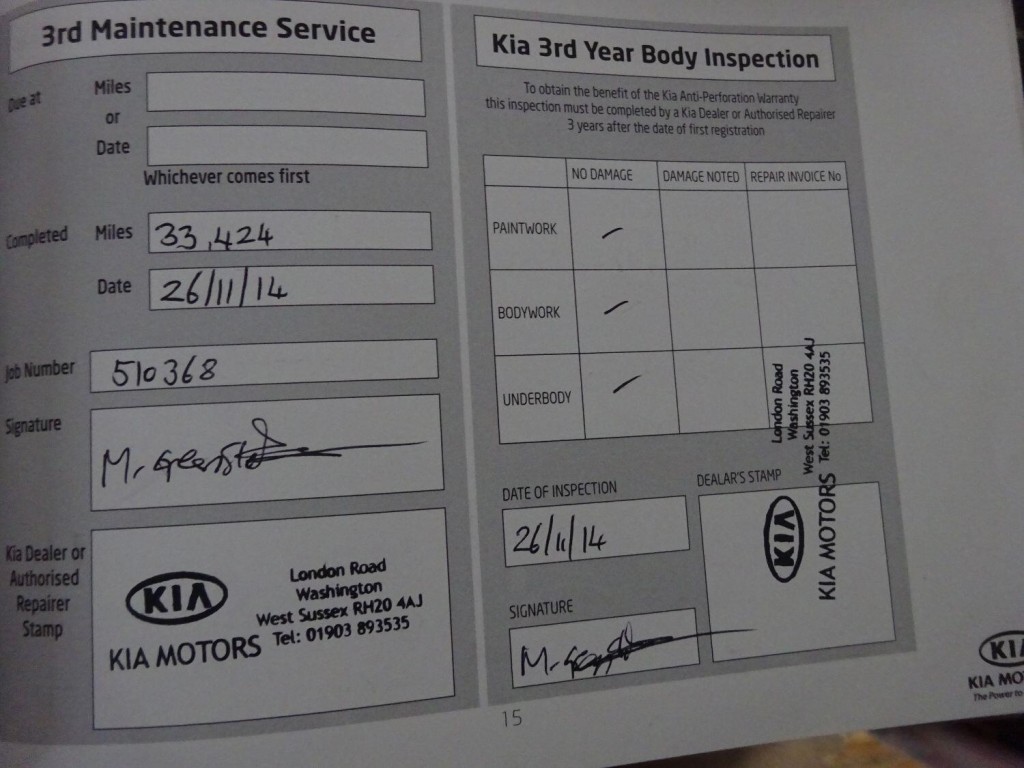 3rd Maintenance Service
Due at
Miles
or
Date
Whichever comes first
Completed Miles 33,424
Date 26/11/14
Job Number 510368
Signature
M.
Kia Dealer or
Authorised
Repairer
Stamp
KIA
KIA MOTORS
London Road
Washington
West Sussex RH20 4AJ
Tel: 01903 893535
Kia 3rd Year Body Inspection
To obtain the benefit of the Kia Anti-Perforation Warranty
this inspection must be completed by a Kia Dealer or Authorised Repairer
3 years after the date of first registration
NO DAMAGE DAMAGE NOTED REPAIR INVOICE No
PAINTWORK
BODYWORK
UNDERBODY
DATE OF INSPECTION
26/11/14
SIGNATURE
M.
DEALAR'S STAMP
KIA
KIA MOTORS
London Road
Washington
West Sussex RH20 4AJ
Tel: 01903 893535
15
KIA MO
The Power to